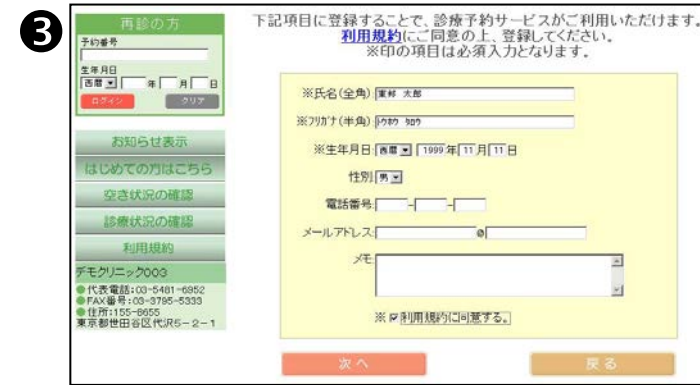 ❸
再診の方
予約番号
生年月日
西暦 年 月 日
ログイン クリア
お知らせ表示
はじめての方はこちら
空き状況の確認
診療状況の確認
利用規約
デモクリニック003
代表電話:03-5481-6952
FAX番号:03-3795-5333
住所:155-8655
東京都世田谷区代沢5-2-1
下記項目に登録することで、診療予約サービスがご利用いただけます。
利用規約にご同意の上、登録してください。
※印の項目は必須入力となります。
※氏名(全角): 東邦 太郎
※フリガナ(半角): ﾄｳﾎｳ ﾀﾛｳ
※生年月日: 西暦 1999 年 11 月 11 日
性別: 男
電話番号: - -
メールアドレス: @
メモ:
※ 利用規約に同意する。
次へ 戻る